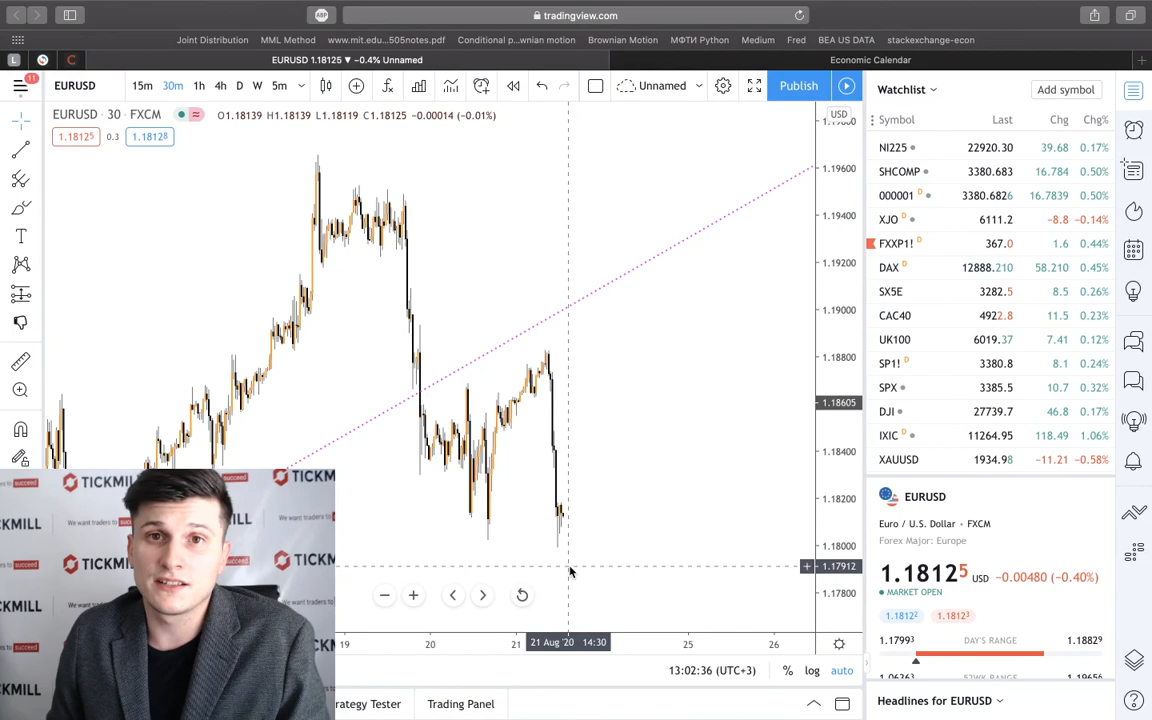 tradingview.com
ABP
Joint Distribution MML Method www.mit.edu...505notes.pdf Conditional p...wnian motion Brownian Motion МФТИ Python Medium Fred BEA US DATA stackexchange-econ
L C EURUSD 1.18125 ▼ −0.4% Unnamed Economic Calendar
11 EURUSD 15m 30m 1h 4h D W 5m Unnamed Publish
EURUSD · 30 · FXCM O1.18139 H1.18139 L1.18119 C1.18125 −0.00014 (−0.01%) USD
1.18125 0.3 1.18128
1.19600
1.19400
1.19200
1.19000
1.18800
1.18605
1.18400
1.18200
1.18000
1.17912
1.17800
19 20 21 21 Aug '20 14:30 25 26
13:02:36 (UTC+3) % log auto
rategy Tester Trading Panel
Watchlist Add symbol
Symbol Last Chg Chg%
NI225 22920.30 39.68 0.17%
SHCOMP 3380.683 16.784 0.50%
000001 D 3380.6826 16.7839 0.50%
XJO D 6111.2 −8.8 −0.14%
FXXP1! D 367.0 1.6 0.44%
DAX D 12888.210 58.210 0.45%
SX5E 3282.5 8.5 0.26%
CAC40 4922.8 11.5 0.23%
UK100 6019.37 7.41 0.12%
SP1! D 3380.8 8.1 0.24%
SPX 3385.5 10.7 0.32%
DJI 27739.7 46.8 0.17%
IXIC D 11264.95 118.49 1.06%
XAUUSD 1934.98 −11.21 −0.58%
EURUSD
Euro / U.S. Dollar · FXCM
Forex Major: Europe
1.18125 USD −0.00480 (−0.40%)
MARKET OPEN
1.18122 1.18123
1.17993 DAY'S RANGE 1.18829
1.06363 52WK RANGE 1.19656
Headlines for EURUSD
TICKMILL
We want traders to succeed
TICKMILL
TICKMILL
TICKMILL